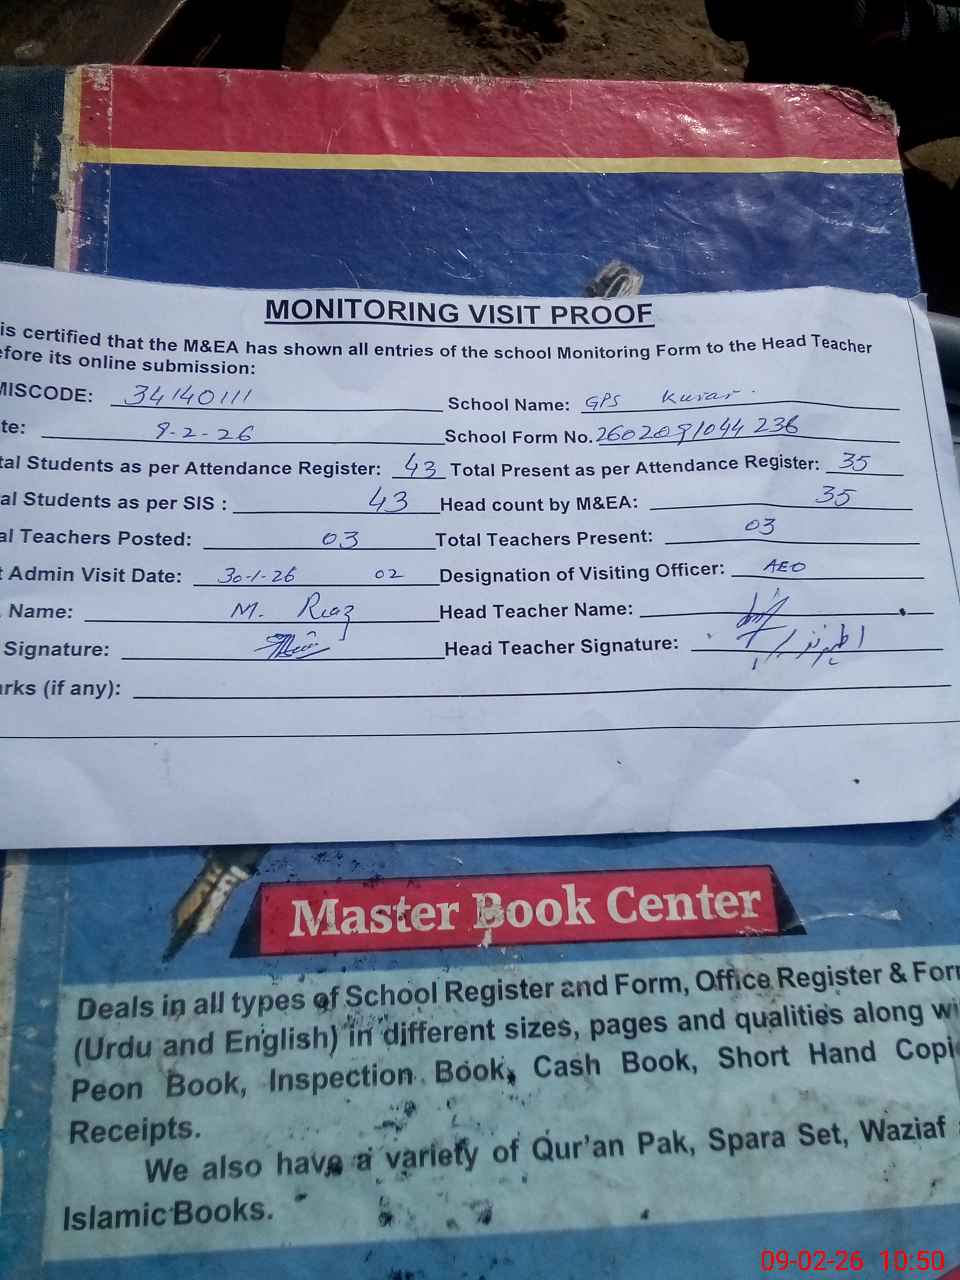 MONITORING VISIT PROOF
is certified that the M&EA has shown all entries of the school Monitoring Form to the Head Teacher
efore its online submission:
MISCODE: 34140111 School Name: GPS Kurar.
te: 9-2-26 School Form No. 2602091044236
tal Students as per Attendance Register: 43 Total Present as per Attendance Register: 35
al Students as per SIS : 43 Head count by M&EA: 35
al Teachers Posted: 03 Total Teachers Present: 03
t Admin Visit Date: 30-1-26 02 Designation of Visiting Officer: AEO
Name: M. Riaz Head Teacher Name:
Signature: Head Teacher Signature:
rks (if any):
Master Book Center
Deals in all types of School Register and Form, Office Register & For
(Urdu and English) in different sizes, pages and qualities along wi
Peon Book, Inspection Book, Cash Book, Short Hand Copi
Receipts.
We also have a variety of Qur'an Pak, Spara Set, Waziaf
Islamic Books.
09-02-26 10:50